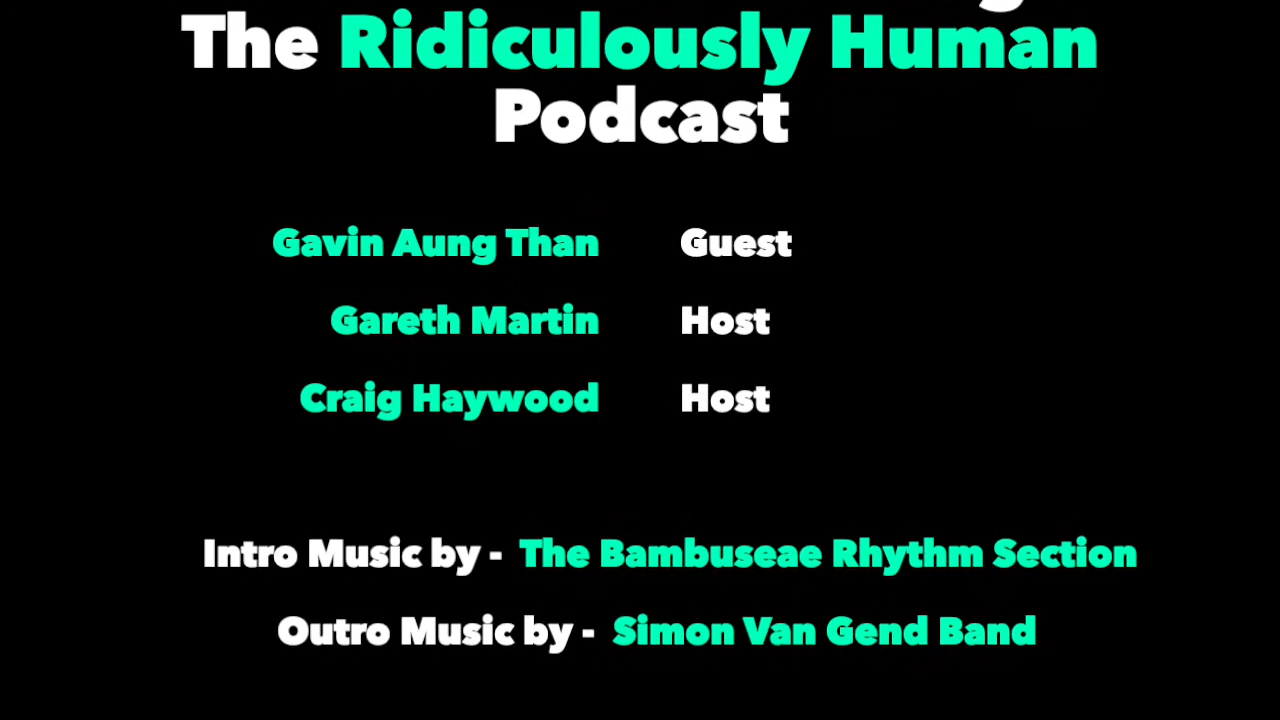 The Ridiculously Human
Podcast
Gavin Aung Than Guest
Gareth Martin Host
Craig Haywood Host
Intro Music by - The Bambuseae Rhythm Section
Outro Music by - Simon Van Gend Band